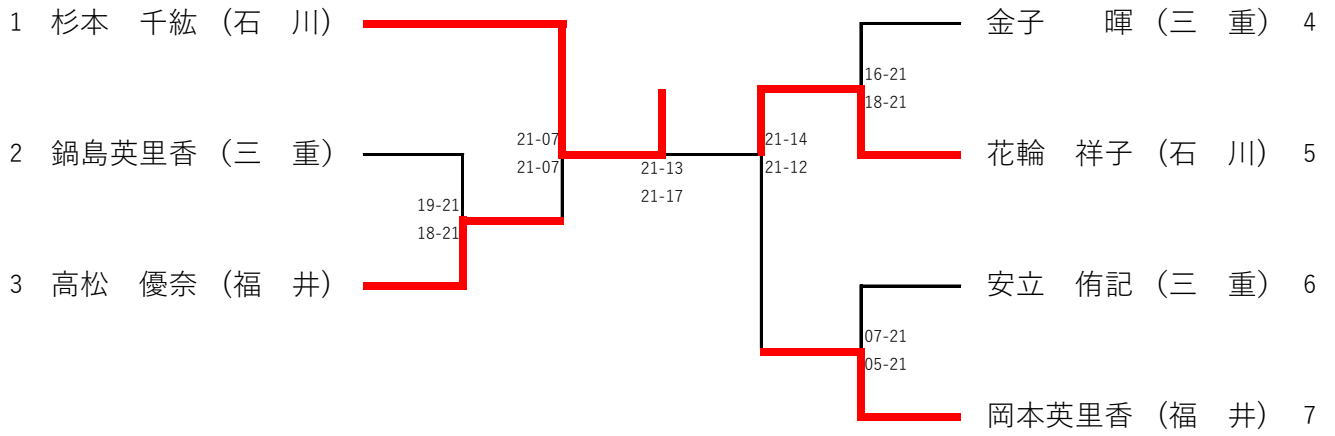 1 杉本　千紘 (石　川)
金子　　暉 (三　重) 4
16-21
18-21
2 鍋島英里香 (三　重)
21-07
21-07
21-13
21-17
21-14
21-12
花輪　祥子 (石　川) 5
19-21
18-21
3 高松　優奈 (福　井)
安立　侑記 (三　重) 6
07-21
05-21
岡本英里香 (福　井) 7